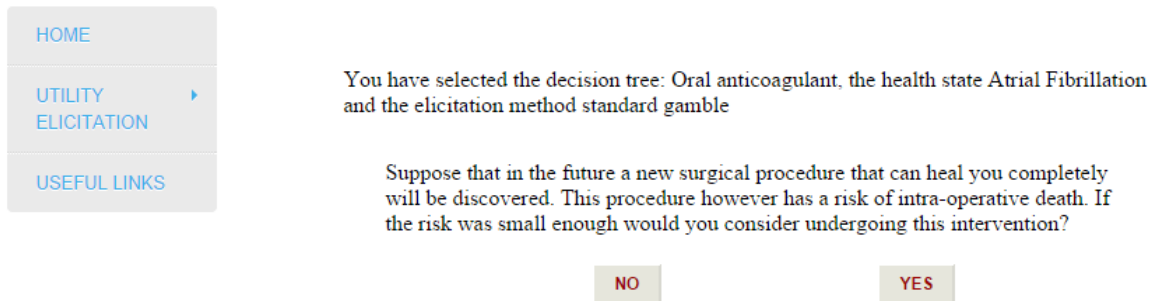 HOME
UTILITY
ELICITATION
USEFUL LINKS
You have selected the decision tree: Oral anticoagulant, the health state Atrial Fibrillation
and the elicitation method standard gamble
Suppose that in the future a new surgical procedure that can heal you completely
will be discovered. This procedure however has a risk of intra-operative death. If
the risk was small enough would you consider undergoing this intervention?
NO YES